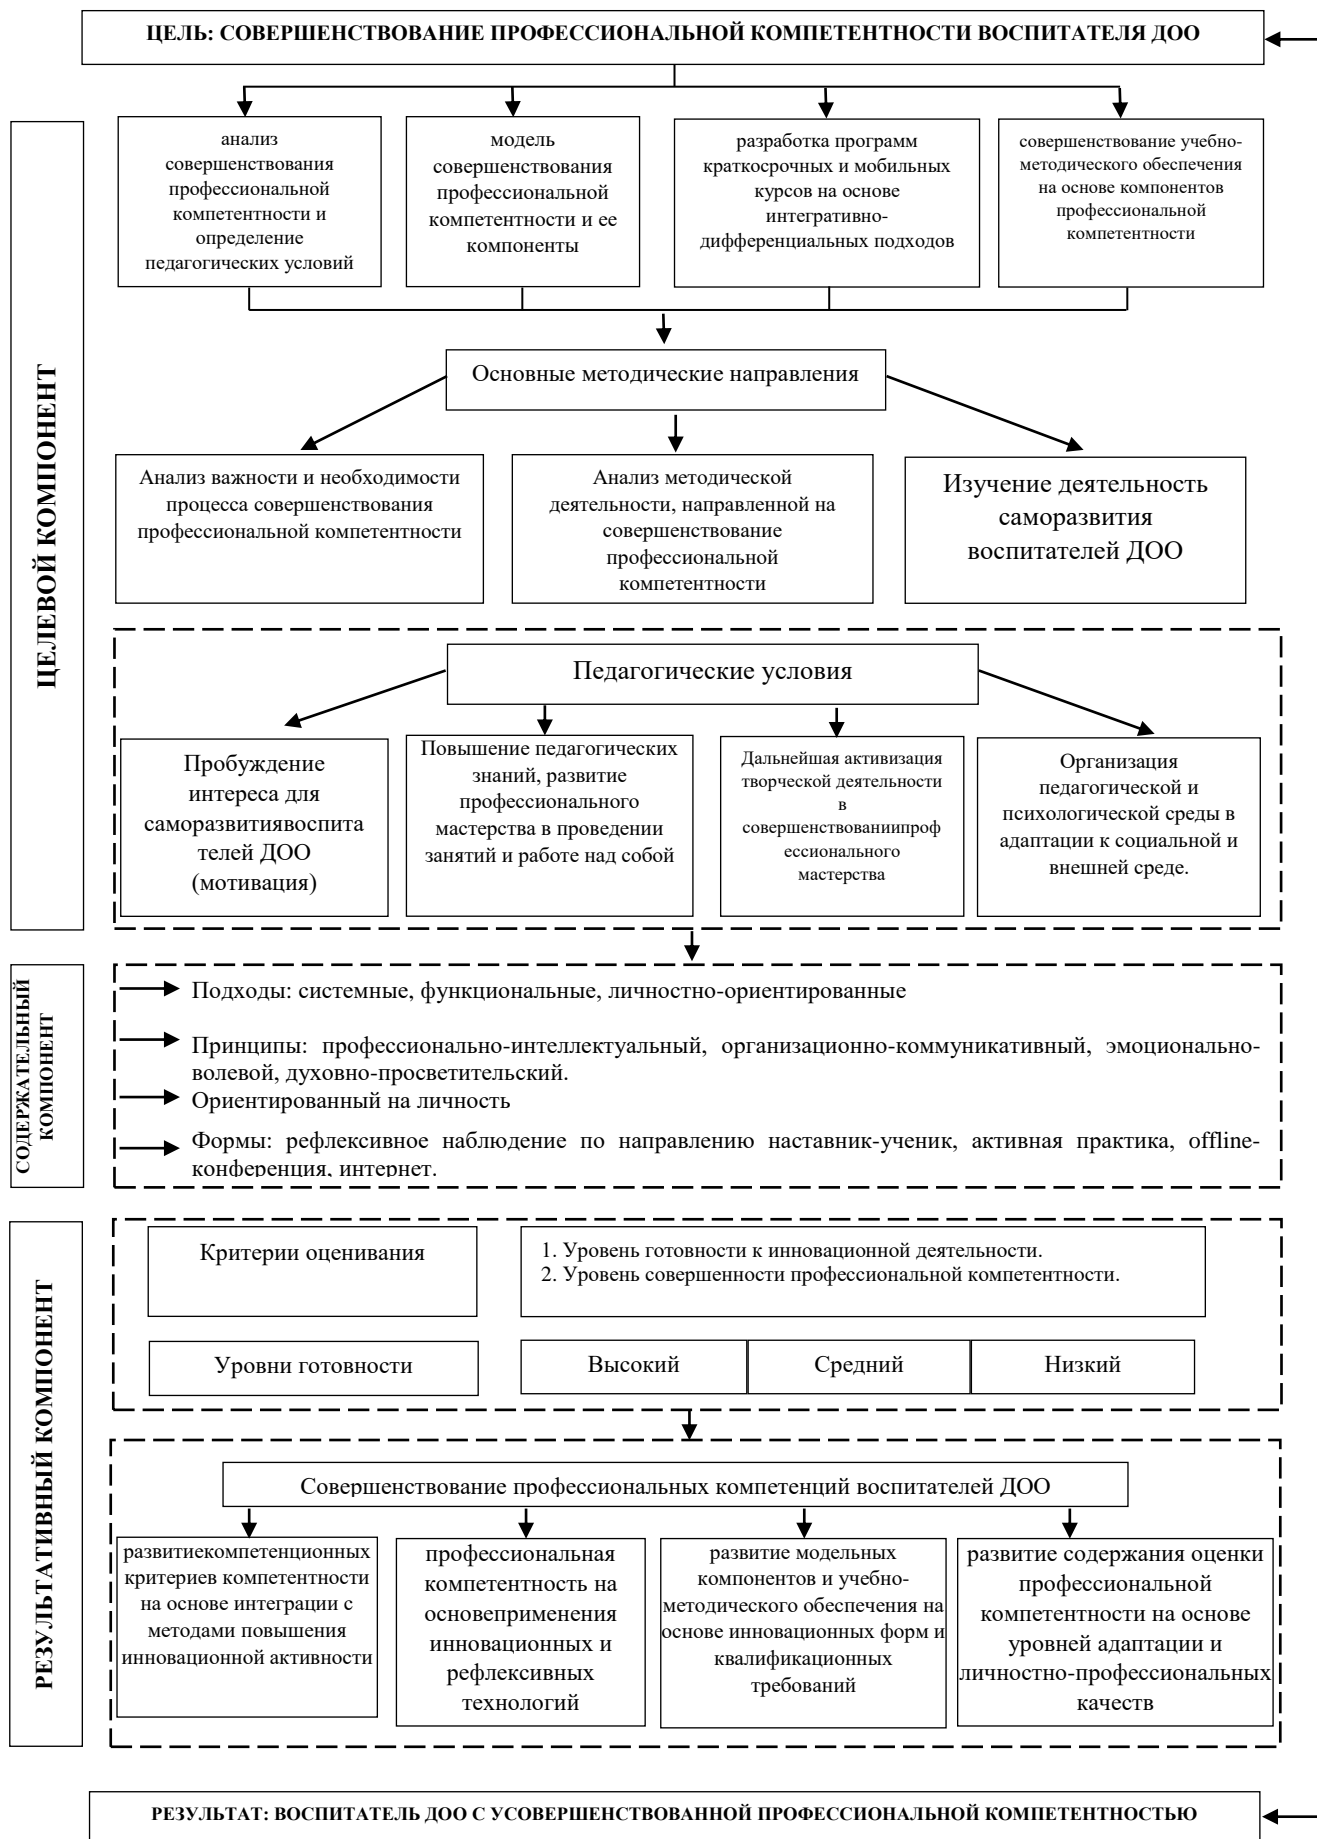 ЦЕЛЬ: СОВЕРШЕНСТВОВАНИЕ ПРОФЕССИОНАЛЬНОЙ КОМПЕТЕНТНОСТИ ВОСПИТАТЕЛЯ ДОО
ЦЕЛЕВОЙ КОМПОНЕНТ
анализ
совершенствования
профессиональной
компетентности и
определение
педагогических условий
модель
совершенствования
профессиональной
компетентности и ее
компоненты
разработка программ
краткосрочных и мобильных
курсов на основе
интегративно-
дифференциальных подходов
совершенствование учебно-
методического обеспечения
на основе компонентов
профессиональной
компетентности
Основные методические направления
Анализ важности и необходимости
процесса совершенствования
профессиональной компетентности
Анализ методической
деятельности, направленной на
совершенствование
профессиональной
компетентности
Изучение деятельность
саморазвития
воспитателей ДОО
Педагогические условия
Пробуждение
интереса для
саморазвитиявоспита
телей ДОО
(мотивация)
Повышение педагогических
знаний, развитие
профессионального
мастерства в проведении
занятий и работе над собой
Дальнейшая активизация
творческой деятельности
в
совершенствованиипроф
ессионального
мастерства
Организация
педагогической и
психологической среды в
адаптации к социальной и
внешней среде.
СОДЕРЖАТЕЛЬНЫЙ
КОМПОНЕНТ
Подходы: системные, функциональные, личностно-ориентированные
Принципы: профессионально-интеллектуальный, организационно-коммуникативный, эмоционально-
волевой, духовно-просветительский.
Ориентированный на личность
Формы: рефлексивное наблюдение по направлению наставник-ученик, активная практика, offline-
конференция, интернет.
РЕЗУЛЬТАТИВНЫЙ КОМПОНЕНТ
Критерии оценивания
1. Уровень готовности к инновационной деятельности.
2. Уровень совершенности профессиональной компетентности.
Уровни готовности
Высокий
Средний
Низкий
Совершенствование профессиональных компетенций воспитателей ДОО
развитиекомпетенционных
критериев компетентности
на основе интеграции с
методами повышения
инновационной активности
профессиональная
компетентность на
основеприменения
инновационных и
рефлексивных
технологий
развитие модельных
компонентов и учебно-
методического обеспечения на
основе инновационных форм и
квалификационных
требований
развитие содержания оценки
профессиональной
компетентности на основе
уровней адаптации и
личностно-профессиональных
качеств
РЕЗУЛЬТАТ: ВОСПИТАТЕЛЬ ДОО С УСОВЕРШЕНСТВОВАННОЙ ПРОФЕССИОНАЛЬНОЙ КОМПЕТЕНТНОСТЬЮ